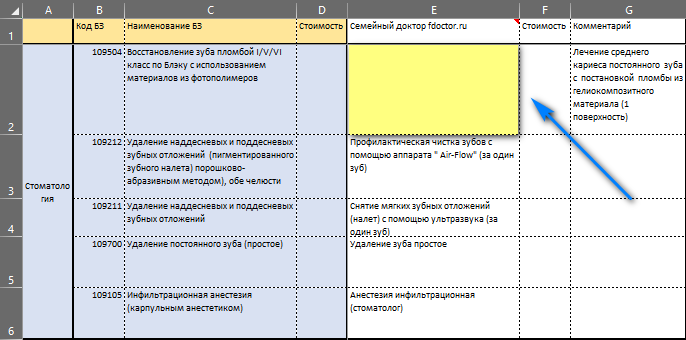 A B C D E F G
1 Код БЗ Наименование БЗ Стоимость Семейный доктор fdoctor.ru Стоимость Комментарий
Стоматоло
гия
2
109504 Восстановление зуба пломбой I/V/VI
класс по Блэку с использованием
материалов из фотополимеров
Лечение среднего
кариеса постоянного зуба
с постановкой пломбы из
гелиокомпозитного
материала (1
поверхность)
3
109212 Удаление наддесневых и поддесневых
зубных отложений (пигментированного
зубного налета) порошково-
абразивным методом), обе челюсти
Профилактическая чистка зубов с
помощью аппарата " Air-Flow" (за один
зуб)
4
109211 Удаление наддесневых и поддесневых
зубных отложений
Снятие мягких зубных отложений
(налет) с помощью ультразвука (за
один зуб)
5
109700 Удаление постоянного зуба (простое)
Удаление зуба простое
6
109105 Инфильтрационная анестезия
(карпульным анестетиком)
Анестезия инфильтрационная
(стоматолог)